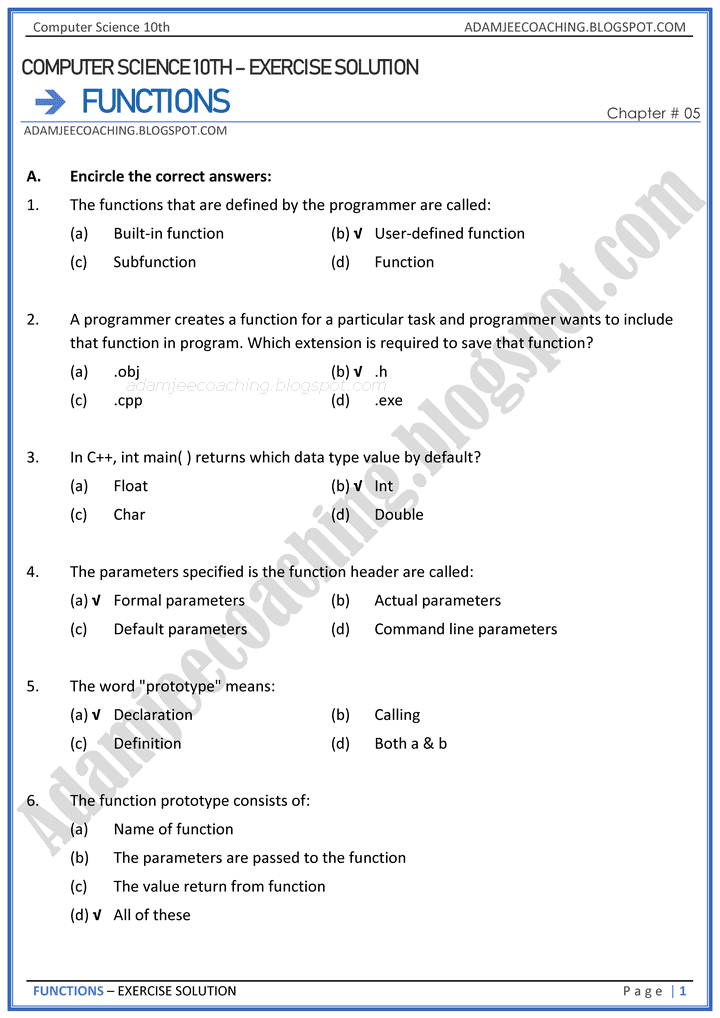 Computer Science 10th ADAMJEECOACHING.BLOGSPOT.COM
COMPUTER SCIENCE 10TH – EXERCISE SOLUTION
➔ FUNCTIONS
Chapter # 05
ADAMJEECOACHING.BLOGSPOT.COM
A. Encircle the correct answers:
1. The functions that are defined by the programmer are called:
(a) Built-in function (b) √ User-defined function
(c) Subfunction (d) Function
2. A programmer creates a function for a particular task and programmer wants to include
that function in program. Which extension is required to save that function?
(a) .obj (b) √ .h
adamjeecoaching.blogspot.com
(c) .cpp (d) .exe
3. In C++, int main( ) returns which data type value by default?
(a) Float (b) √ Int
(c) Char (d) Double
4. The parameters specified is the function header are called:
(a) √ Formal parameters (b) Actual parameters
(c) Default parameters (d) Command line parameters
5. The word "prototype" means:
(a) √ Declaration (b) Calling
(c) Definition (d) Both a & b
6. The function prototype consists of:
(a) Name of function
(b) The parameters are passed to the function
(c) The value return from function
(d) √ All of these
Adamjeecoaching.blogspot.com
FUNCTIONS – EXERCISE SOLUTION Page | 1